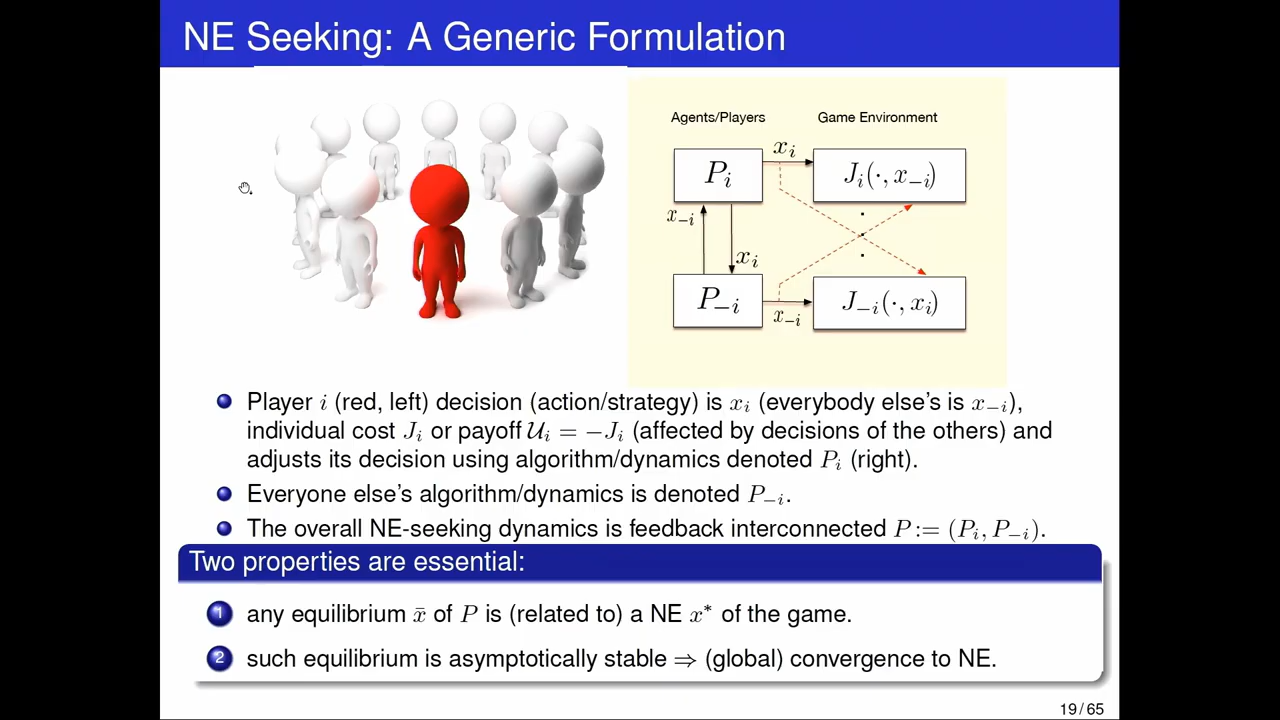 NE Seeking: A Generic Formulation
Agents/Players
Game Environment
P_i
x_i
J_i(·, x_{−i})
x_{−i}
x_i
P_{−i}
x_{−i}
J_{−i}(·, x_i)
Player i (red, left) decision (action/strategy) is x_i (everybody else's is x_{−i}),
individual cost J_i or payoff 𝒰_i = −J_i (affected by decisions of the others) and
adjusts its decision using algorithm/dynamics denoted P_i (right).
Everyone else's algorithm/dynamics is denoted P_{−i}.
The overall NE-seeking dynamics is feedback interconnected P := (P_i, P_{−i}).
Two properties are essential:
1 any equilibrium x̄ of P is (related to) a NE x* of the game.
2 such equilibrium is asymptotically stable ⇒ (global) convergence to NE.
19 / 65